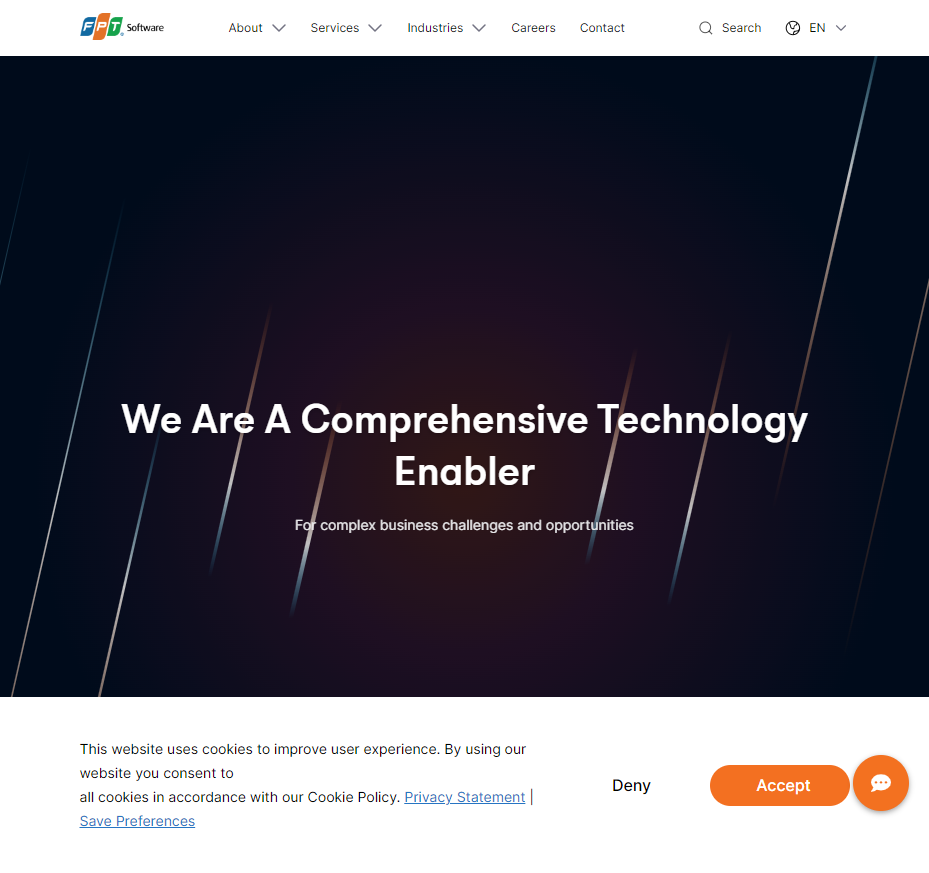 FPT Software About Services Industries Careers Contact Search EN
We Are A Comprehensive Technology
Enabler
For complex business challenges and opportunities
This website uses cookies to improve user experience. By using our
website you consent to
all cookies in accordance with our Cookie Policy. Privacy Statement |
Save Preferences
Deny
Accept